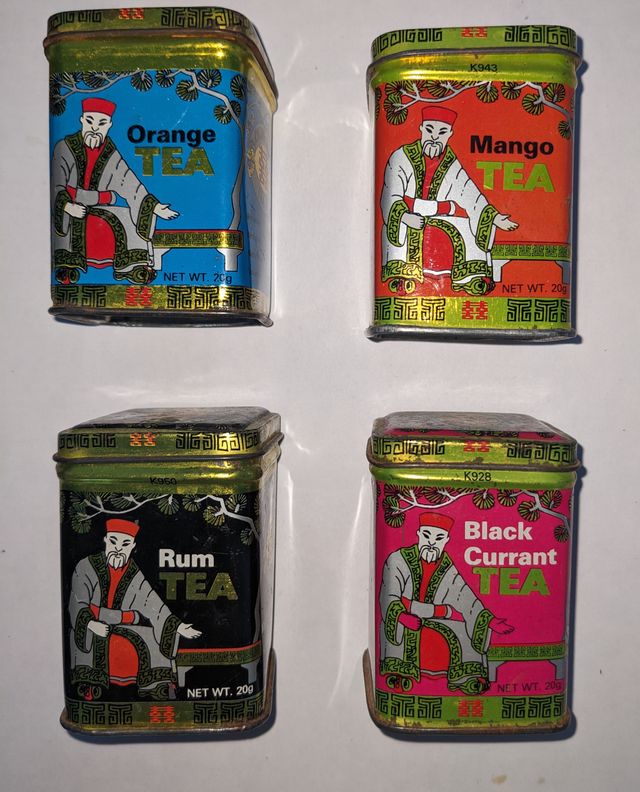 Orange
TEA
NET WT. 20g
K943
Mango
TEA
NET WT. 20g
K950
Rum
TEA
NET WT. 20g
K928
Black
Currant
TEA
NET WT. 20g